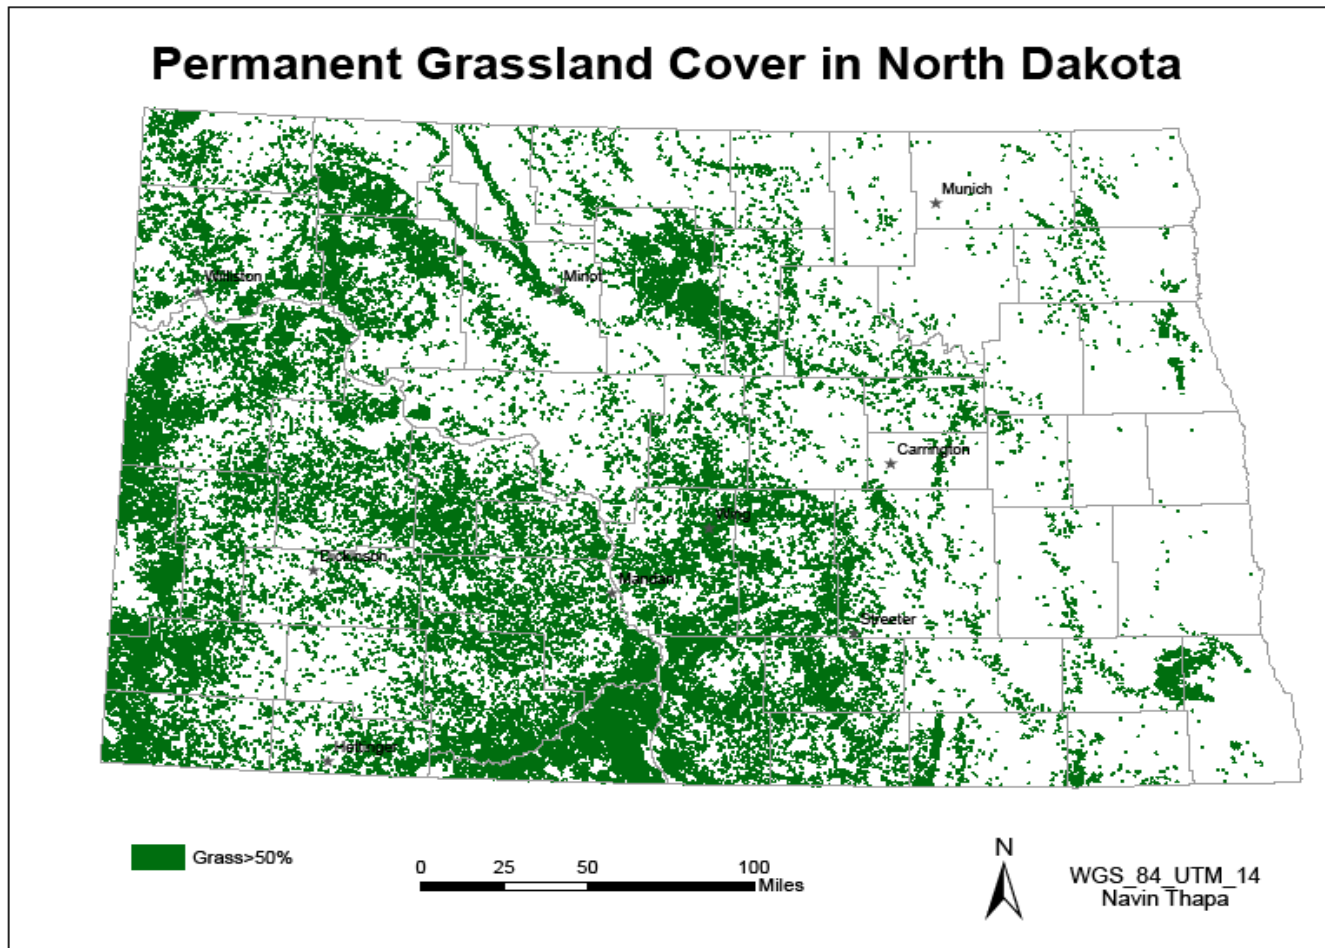 Permanent Grassland Cover in North Dakota
Munich
Williston
Minot
Carrington
Wing
Dickinson
Mandan
Streeter
Hettinger
Grass>50%
0 25 50 100
Miles
N
WGS_84_UTM_14
Navin Thapa